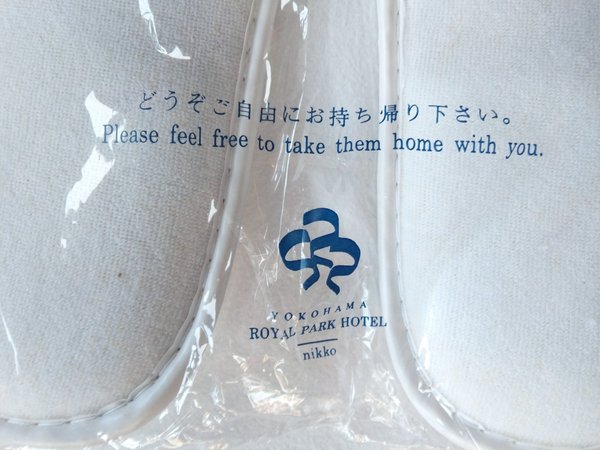 どうぞご自由にお持ち帰り下さい。
Please feel free to take them home with you.
YOKOHAMA
ROYAL PARK HOTEL
nikko